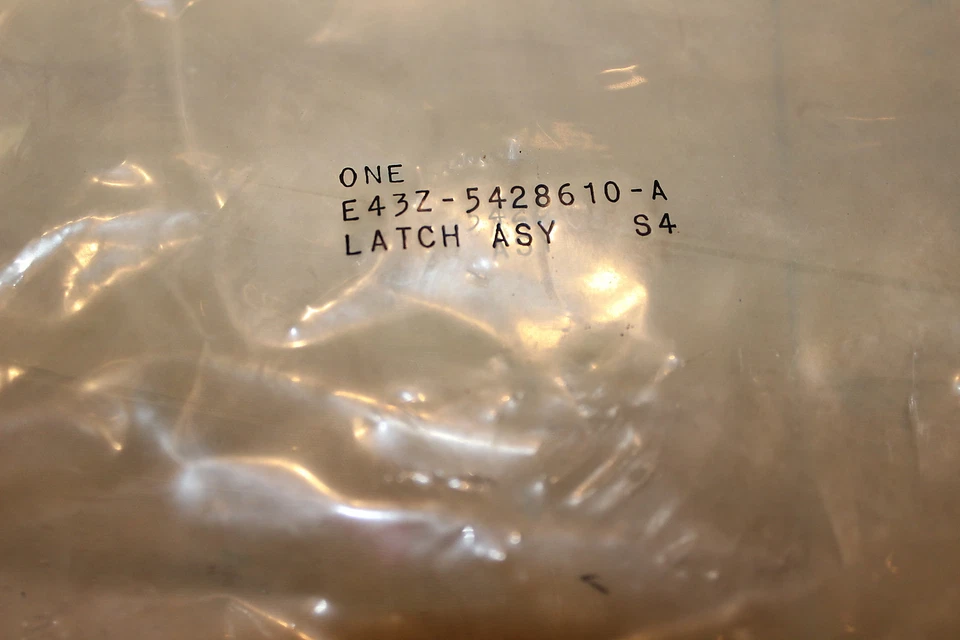 ONE
E43Z-5428610-A
LATCH ASY S4